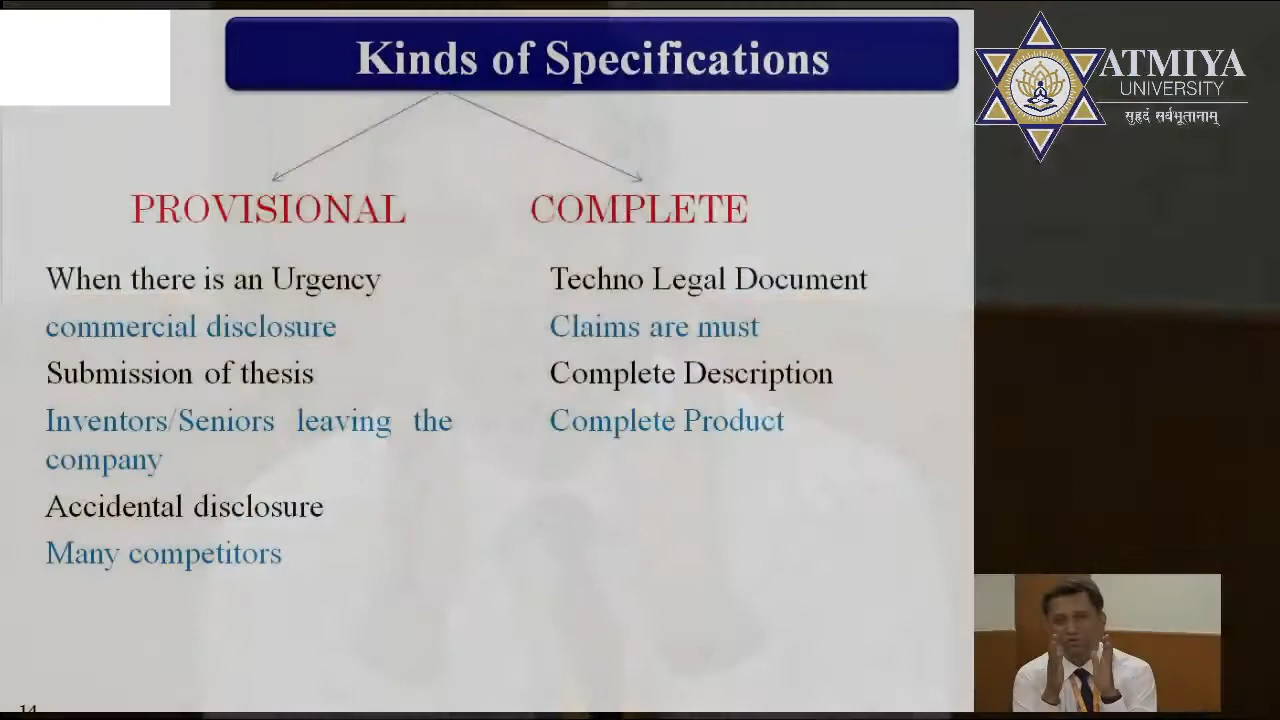 Kinds of Specifications
ATMIYA
UNIVERSITY
सुहृदं सर्वभूतानाम्
PROVISIONAL
When there is an Urgency
commercial disclosure
Submission of thesis
Inventors/Seniors leaving the
company
Accidental disclosure
Many competitors
COMPLETE
Techno Legal Document
Claims are must
Complete Description
Complete Product
14